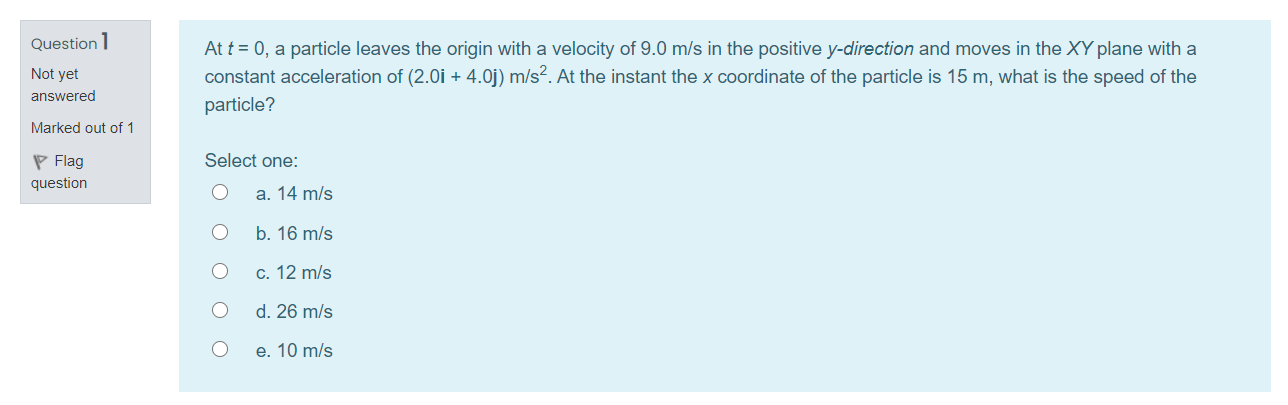 Question 1
Not yet
answered
Marked out of 1
Flag
question
At t = 0, a particle leaves the origin with a velocity of 9.0 m/s in the positive y-direction and moves in the XY plane with a
constant acceleration of (2.0i + 4.0j) m/s². At the instant the x coordinate of the particle is 15 m, what is the speed of the
particle?
Select one:
a. 14 m/s
b. 16 m/s
c. 12 m/s
d. 26 m/s
e. 10 m/s